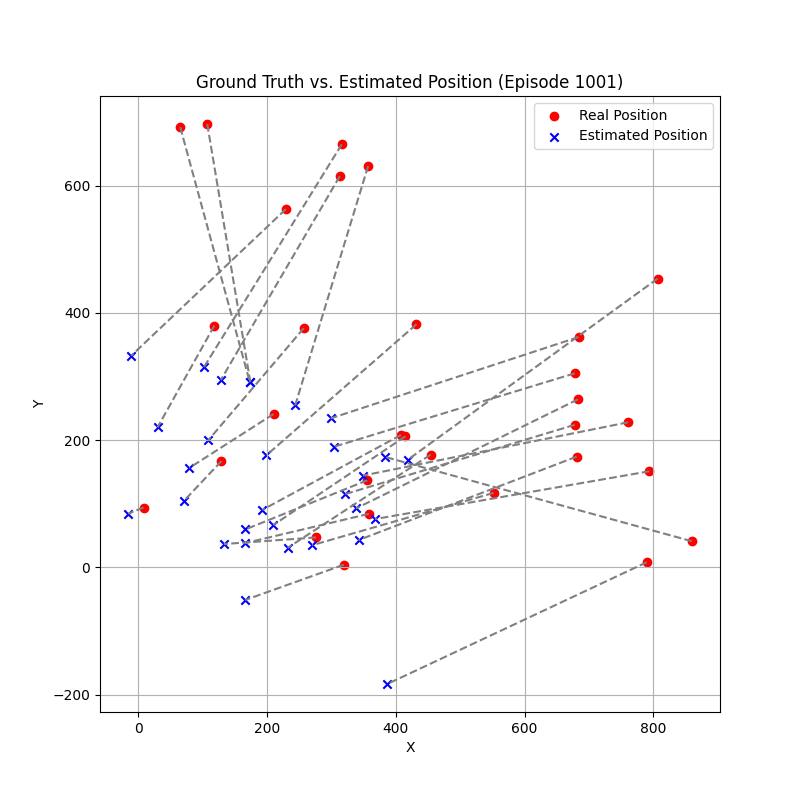 Ground Truth vs. Estimated Position (Episode 1001)
Real Position
Estimated Position
600
400
200
0
−200
Y
0 200 400 600 800
X